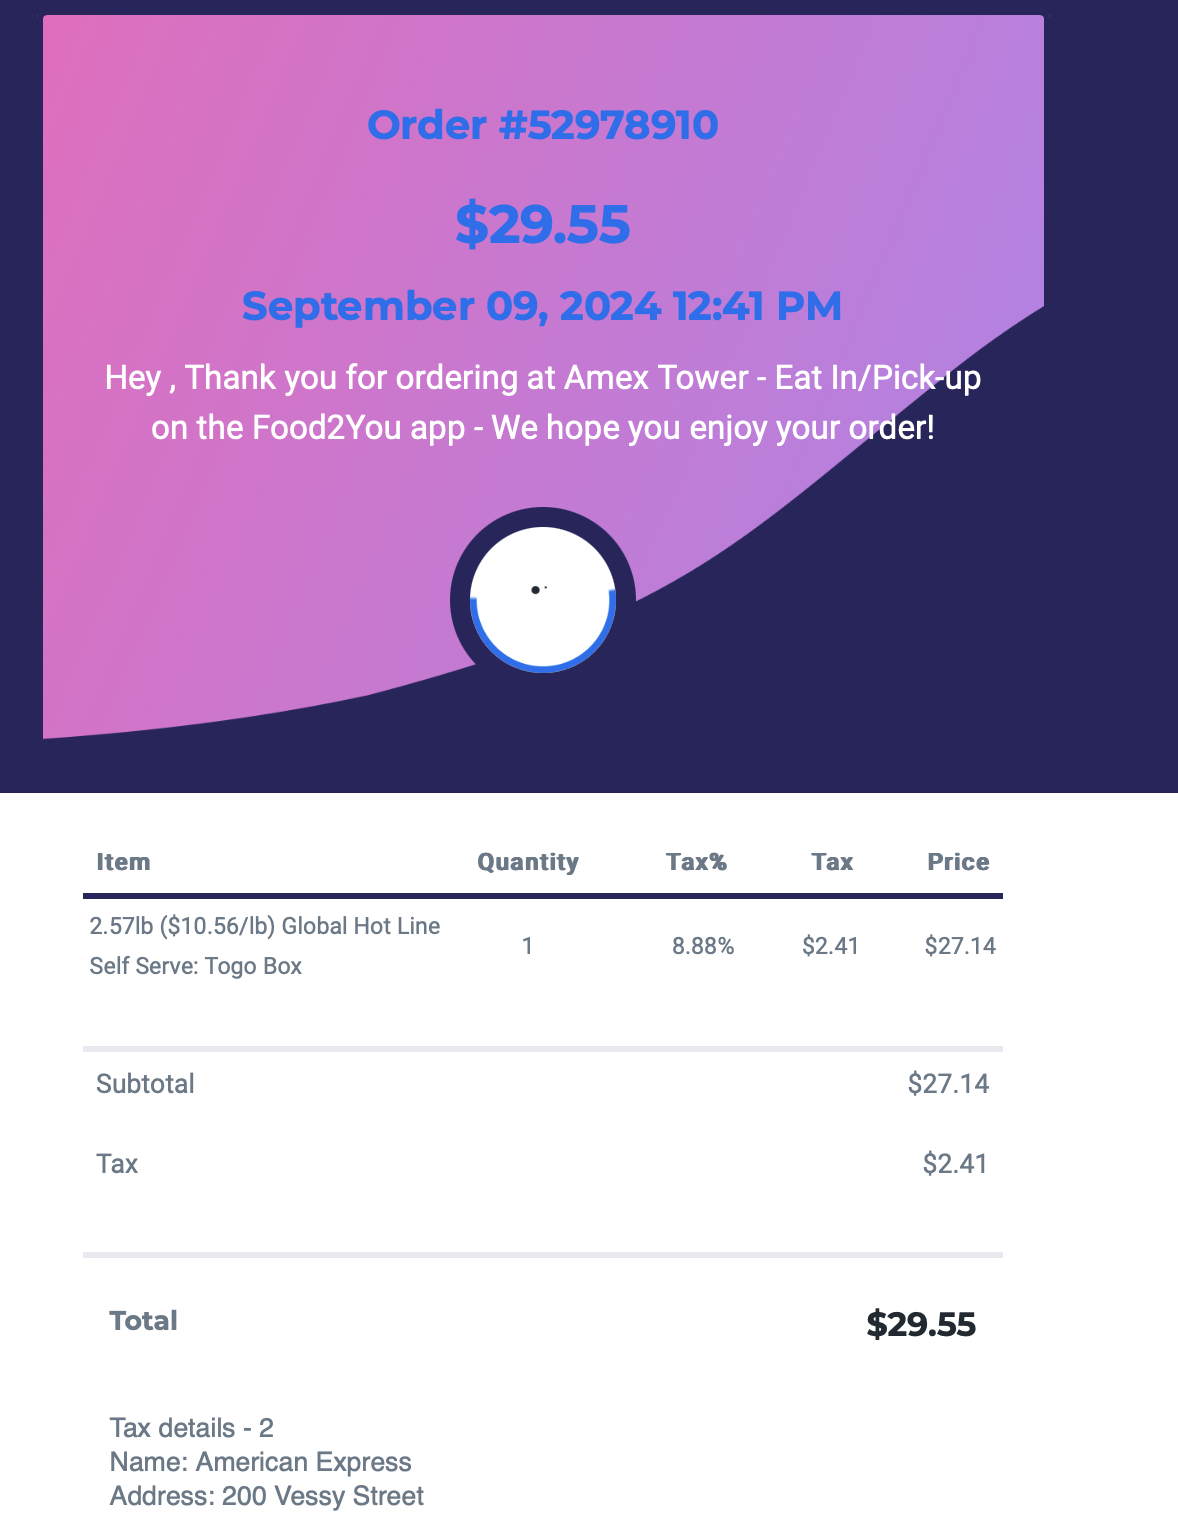 Order #52978910
$29.55
September 09, 2024 12:41 PM
Hey , Thank you for ordering at Amex Tower - Eat In/Pick-up
on the Food2You app - We hope you enjoy your order!
Item Quantity Tax% Tax Price
2.57lb ($10.56/lb) Global Hot Line
Self Serve: Togo Box
1 8.88% $2.41 $27.14
Subtotal $27.14
Tax $2.41
Total $29.55
Tax details - 2
Name: American Express
Address: 200 Vessy Street